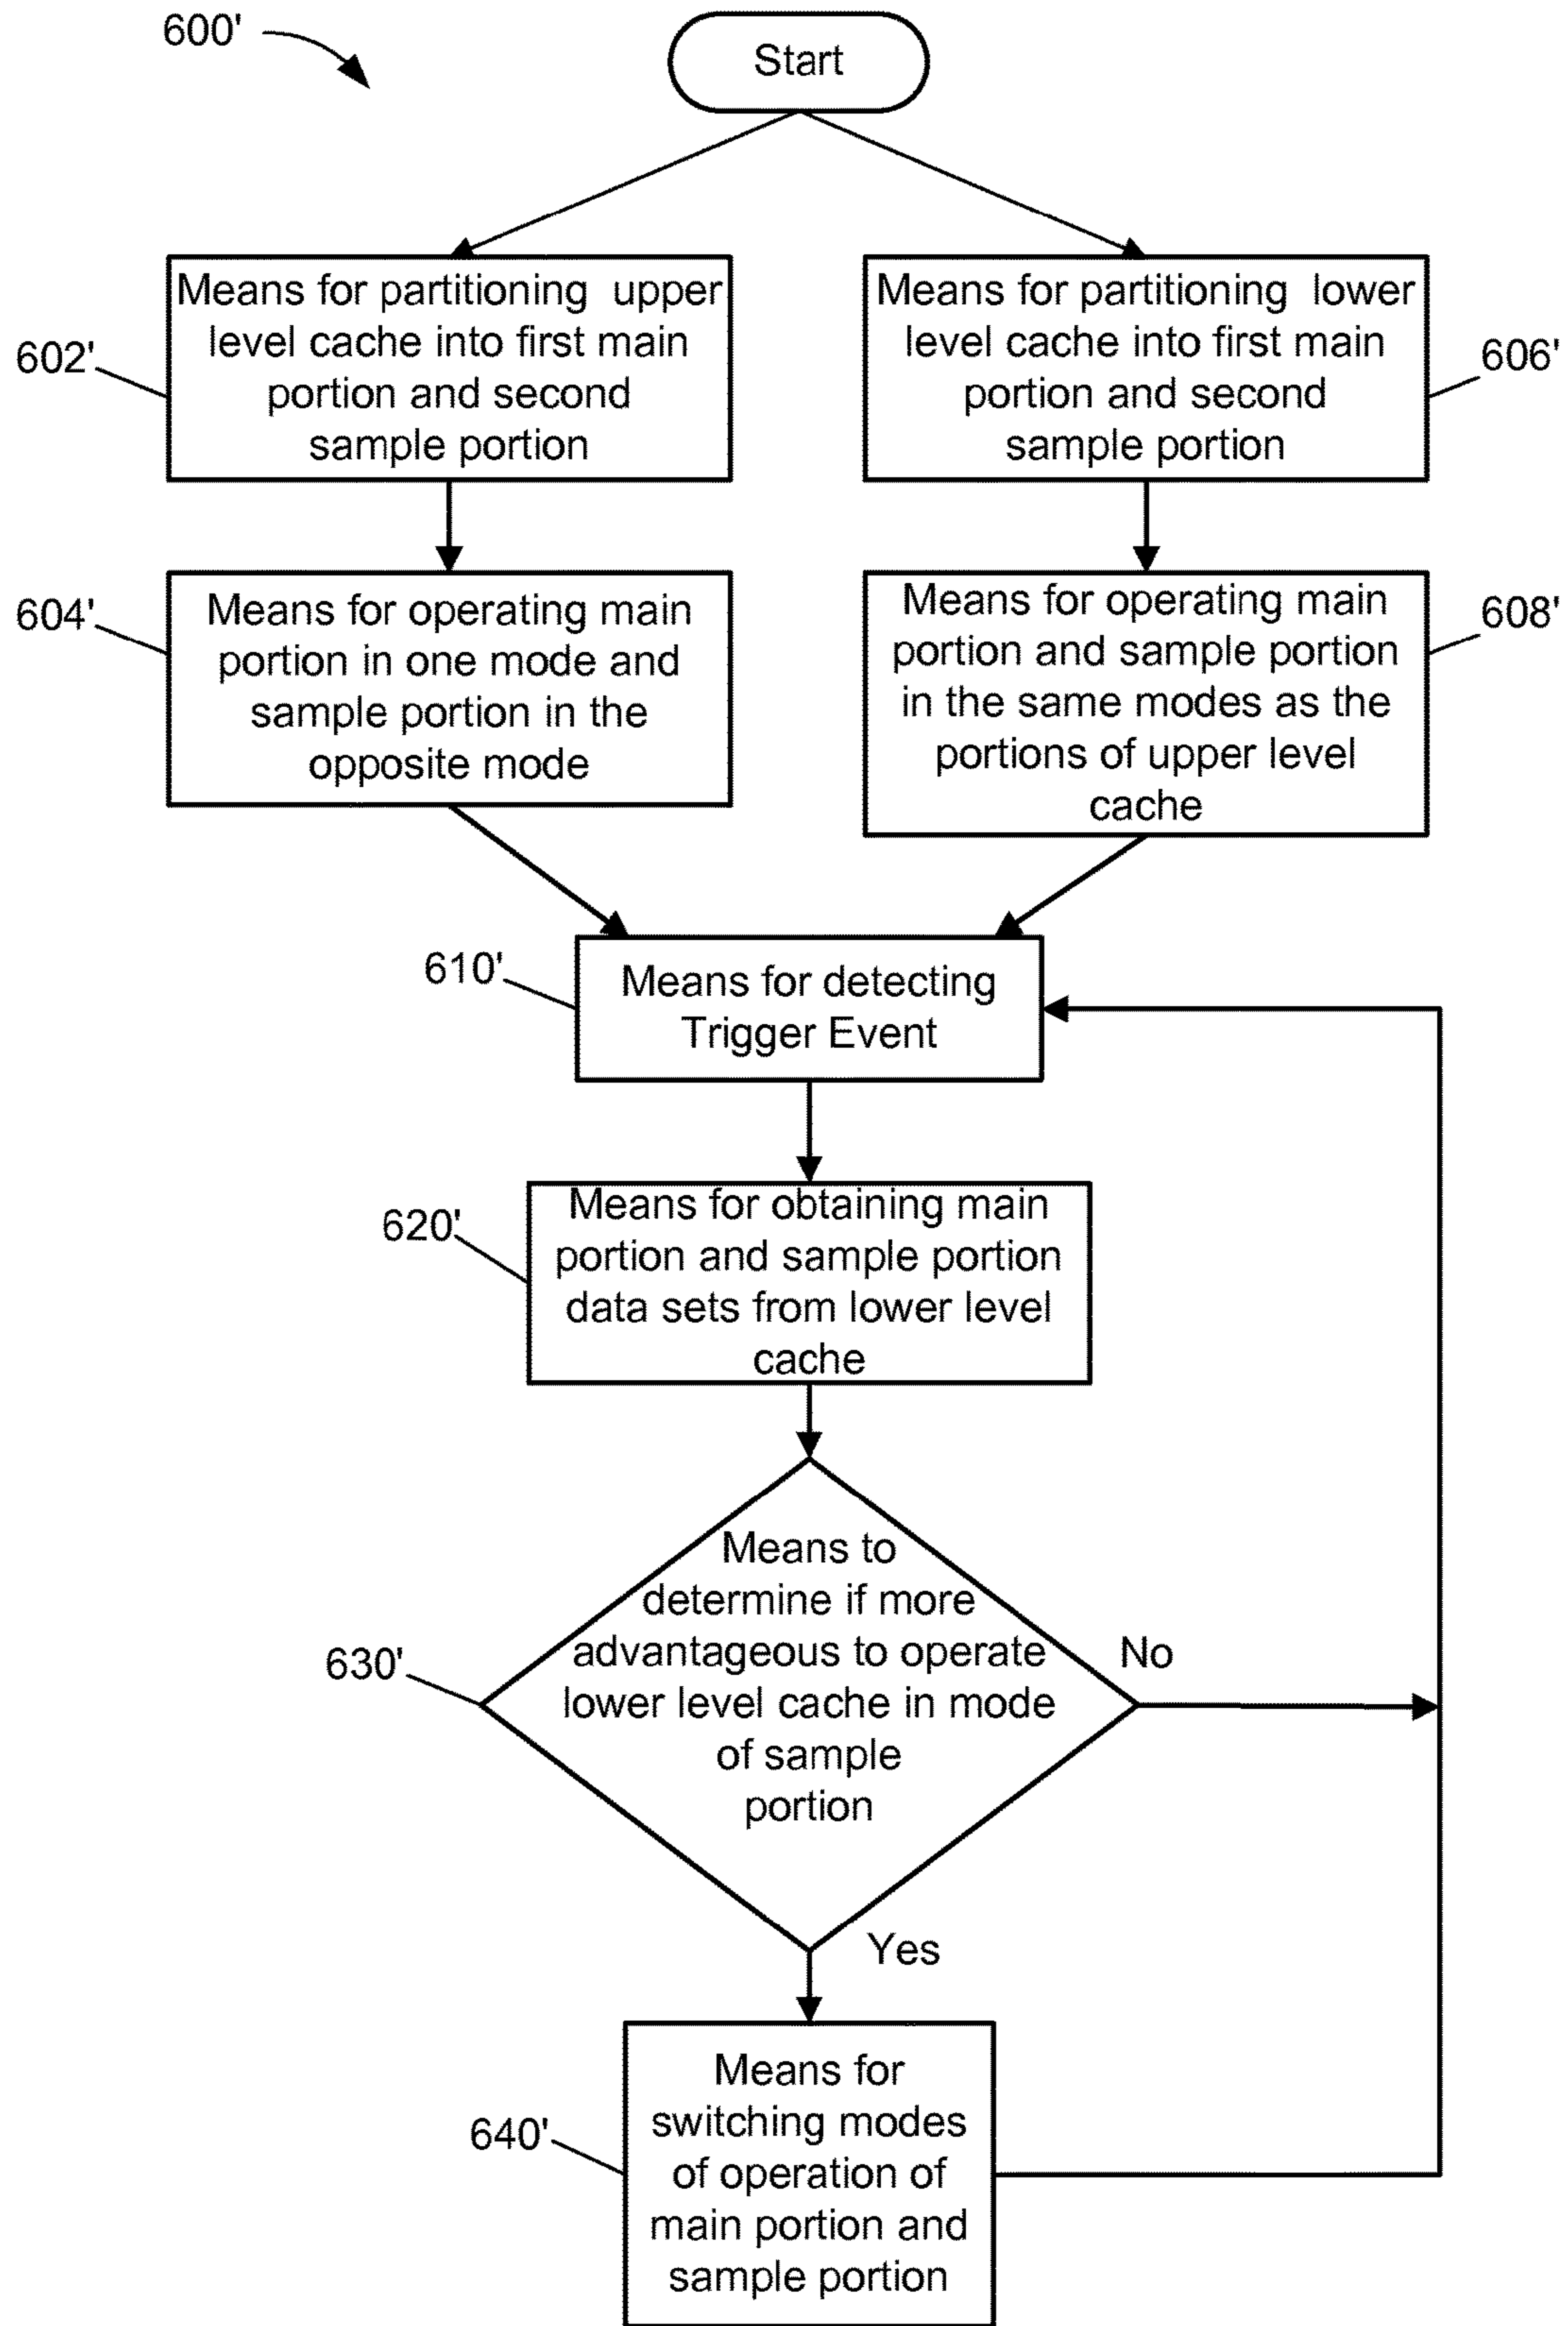 600'
Start
Means for partitioning upper
level cache into first main
portion and second
sample portion
602'
Means for partitioning lower
level cache into first main
portion and second
sample portion
606'
Means for operating main
portion in one mode and
sample portion in the
opposite mode
604'
Means for operating main
portion and sample portion
in the same modes as the
portions of upper level
cache
608'
610'
Means for detecting
Trigger Event
620'
Means for obtaining main
portion and sample portion
data sets from lower level
cache
630'
Means to
determine if more
advantageous to operate
lower level cache in mode
of sample
portion
No
Yes
640'
Means for
switching modes
of operation of
main portion and
sample portion